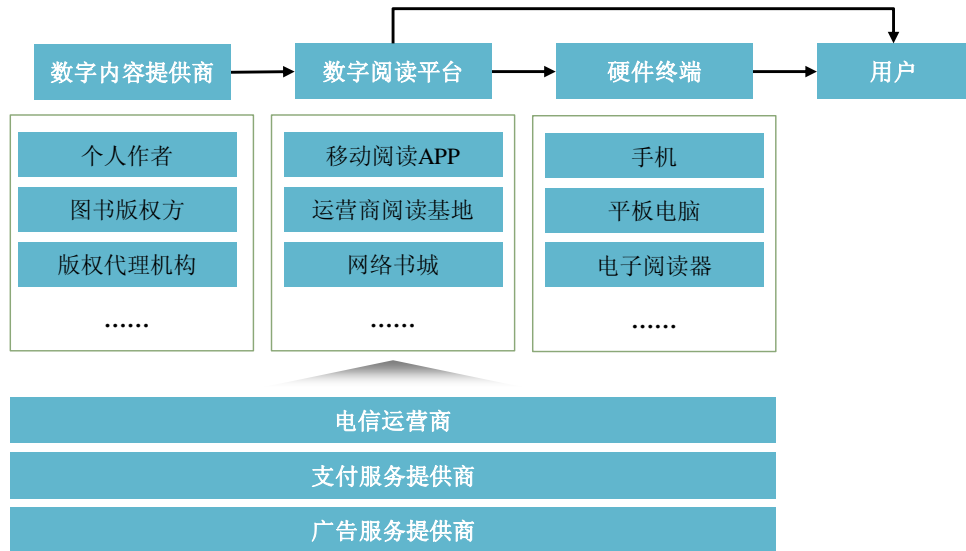 数字内容提供商
数字阅读平台
硬件终端
用户
个人作者
图书版权方
版权代理机构
......
移动阅读APP
运营商阅读基地
网络书城
......
手机
平板电脑
电子阅读器
......
电信运营商
支付服务提供商
广告服务提供商